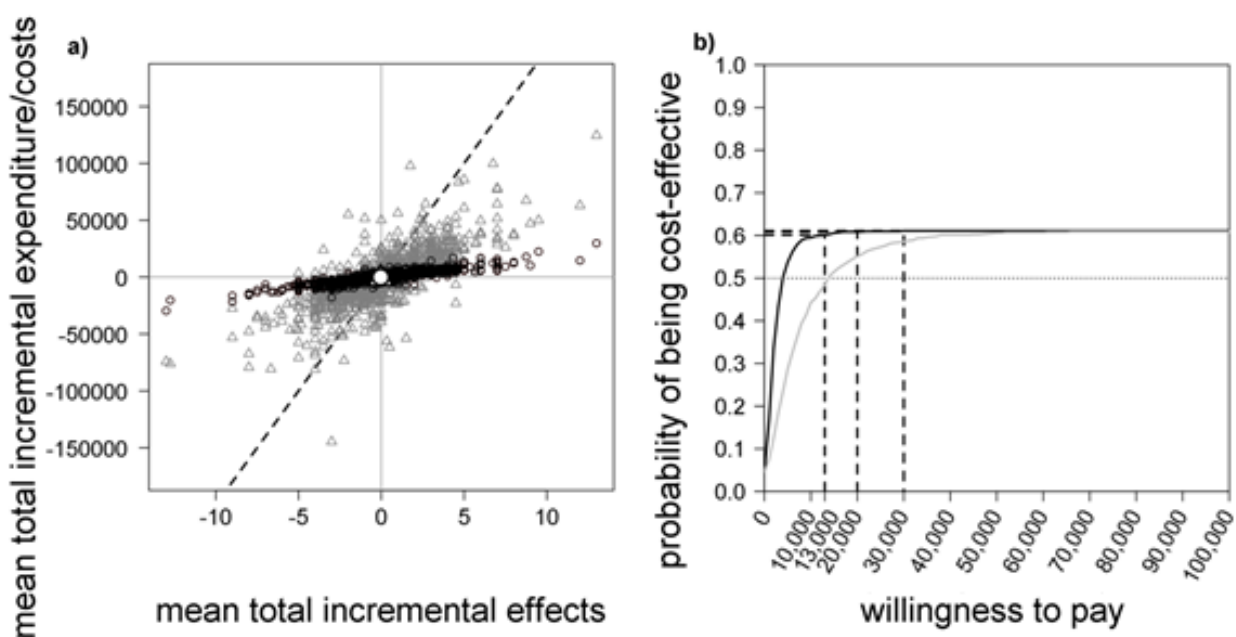 a)
mean total incremental expenditure/costs
150000
100000
50000
0
-50000
-100000
-150000
-10 -5 0 5 10
mean total incremental effects
b)
probability of being cost-effective
1.0
0.9
0.8
0.7
0.6
0.5
0.4
0.3
0.2
0.1
0.0
0 10,000 13,000 20,000 30,000 40,000 50,000 60,000 70,000 80,000 90,000 100,000
willingness to pay